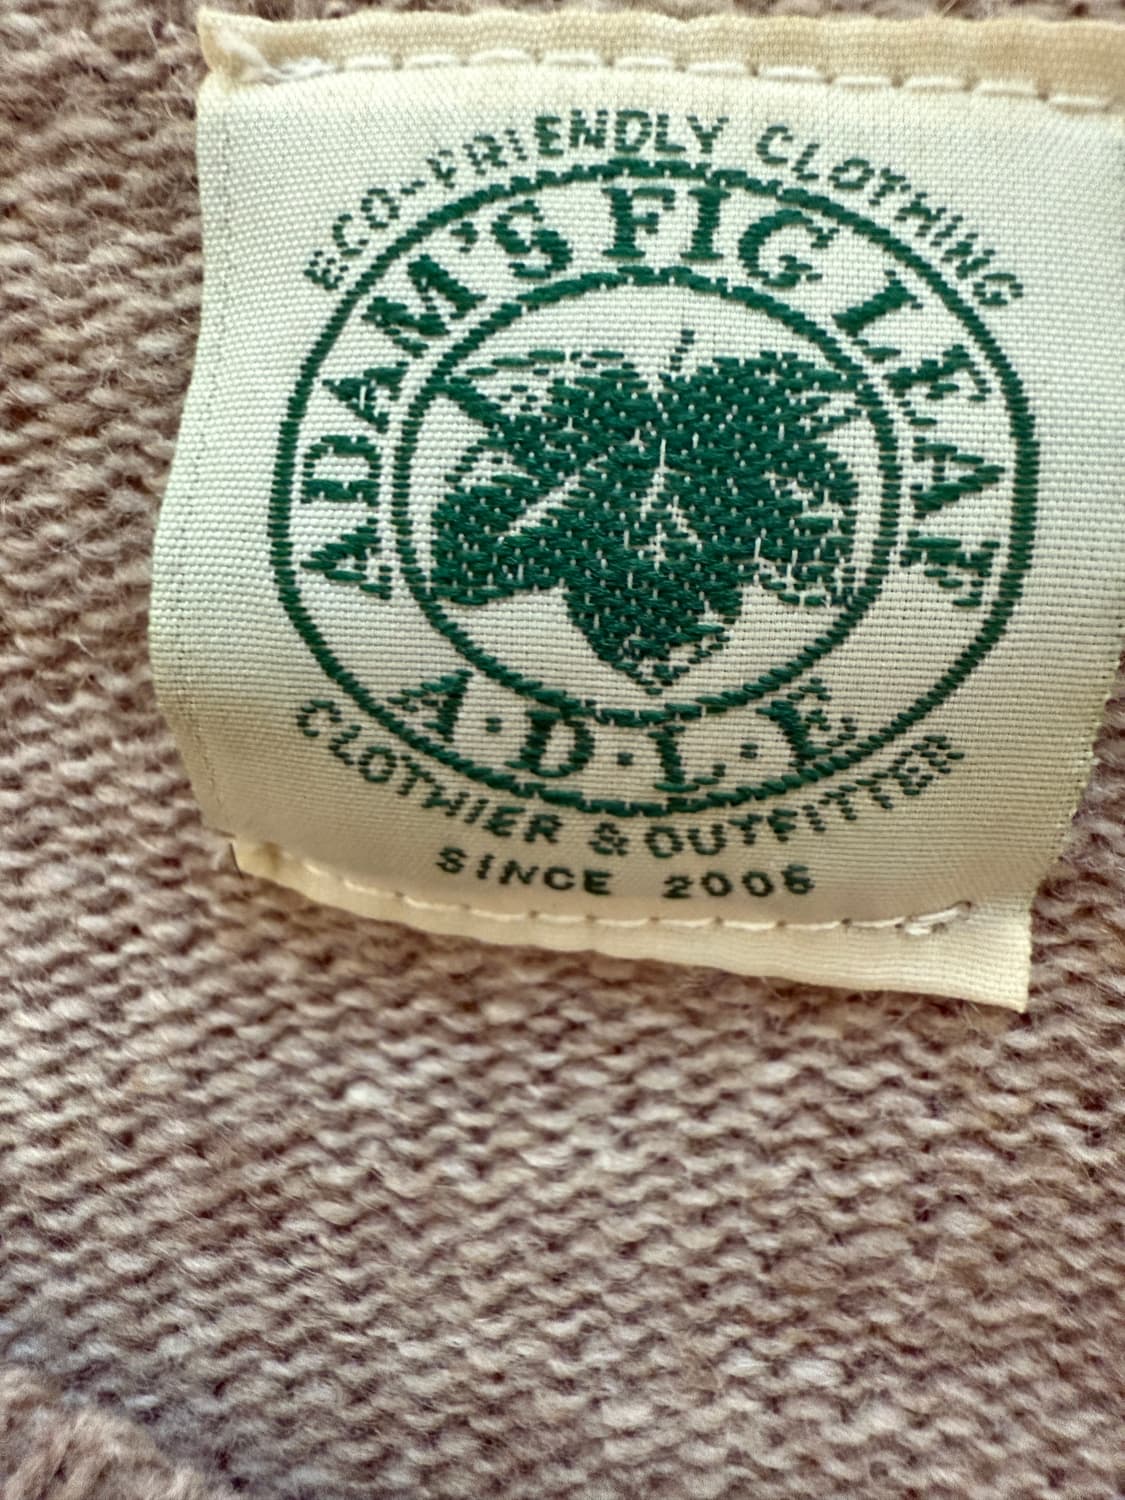 ECO-FRIENDLY CLOTHING
ADAM'S FIG LEAF
A·D·L·F
CLOTHIER & OUTFITTER
SINCE 2006